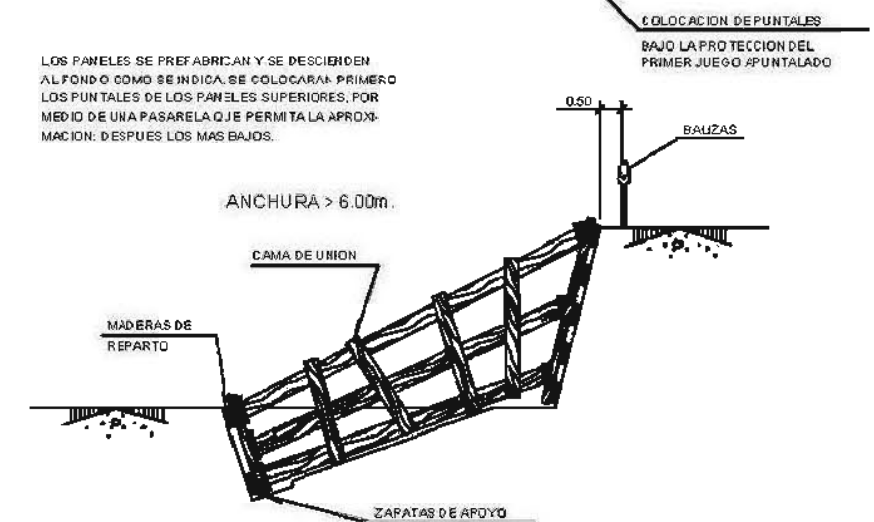 COLOCACION DE PUNTALES
BAJO LA PROTECCION DEL
PRIMER JUEGO APUNTALADO
LOS PANELES SE PREFABRICAN Y SE DESCIENDEN
AL FONDO COMO SE INDICA. SE COLOCARAN PRIMERO
LOS PUNTALES DE LOS PANELES SUPERIORES, POR
MEDIO DE UNA PASARELA QUE PERMITA LA APROXI-
MACION: DESPUES LOS MAS BAJOS.
0.50
BALIZAS
ANCHURA > 6.00m.
CAMA DE UNION
MADERAS DE
REPARTO
ZAPATAS DE APOYO